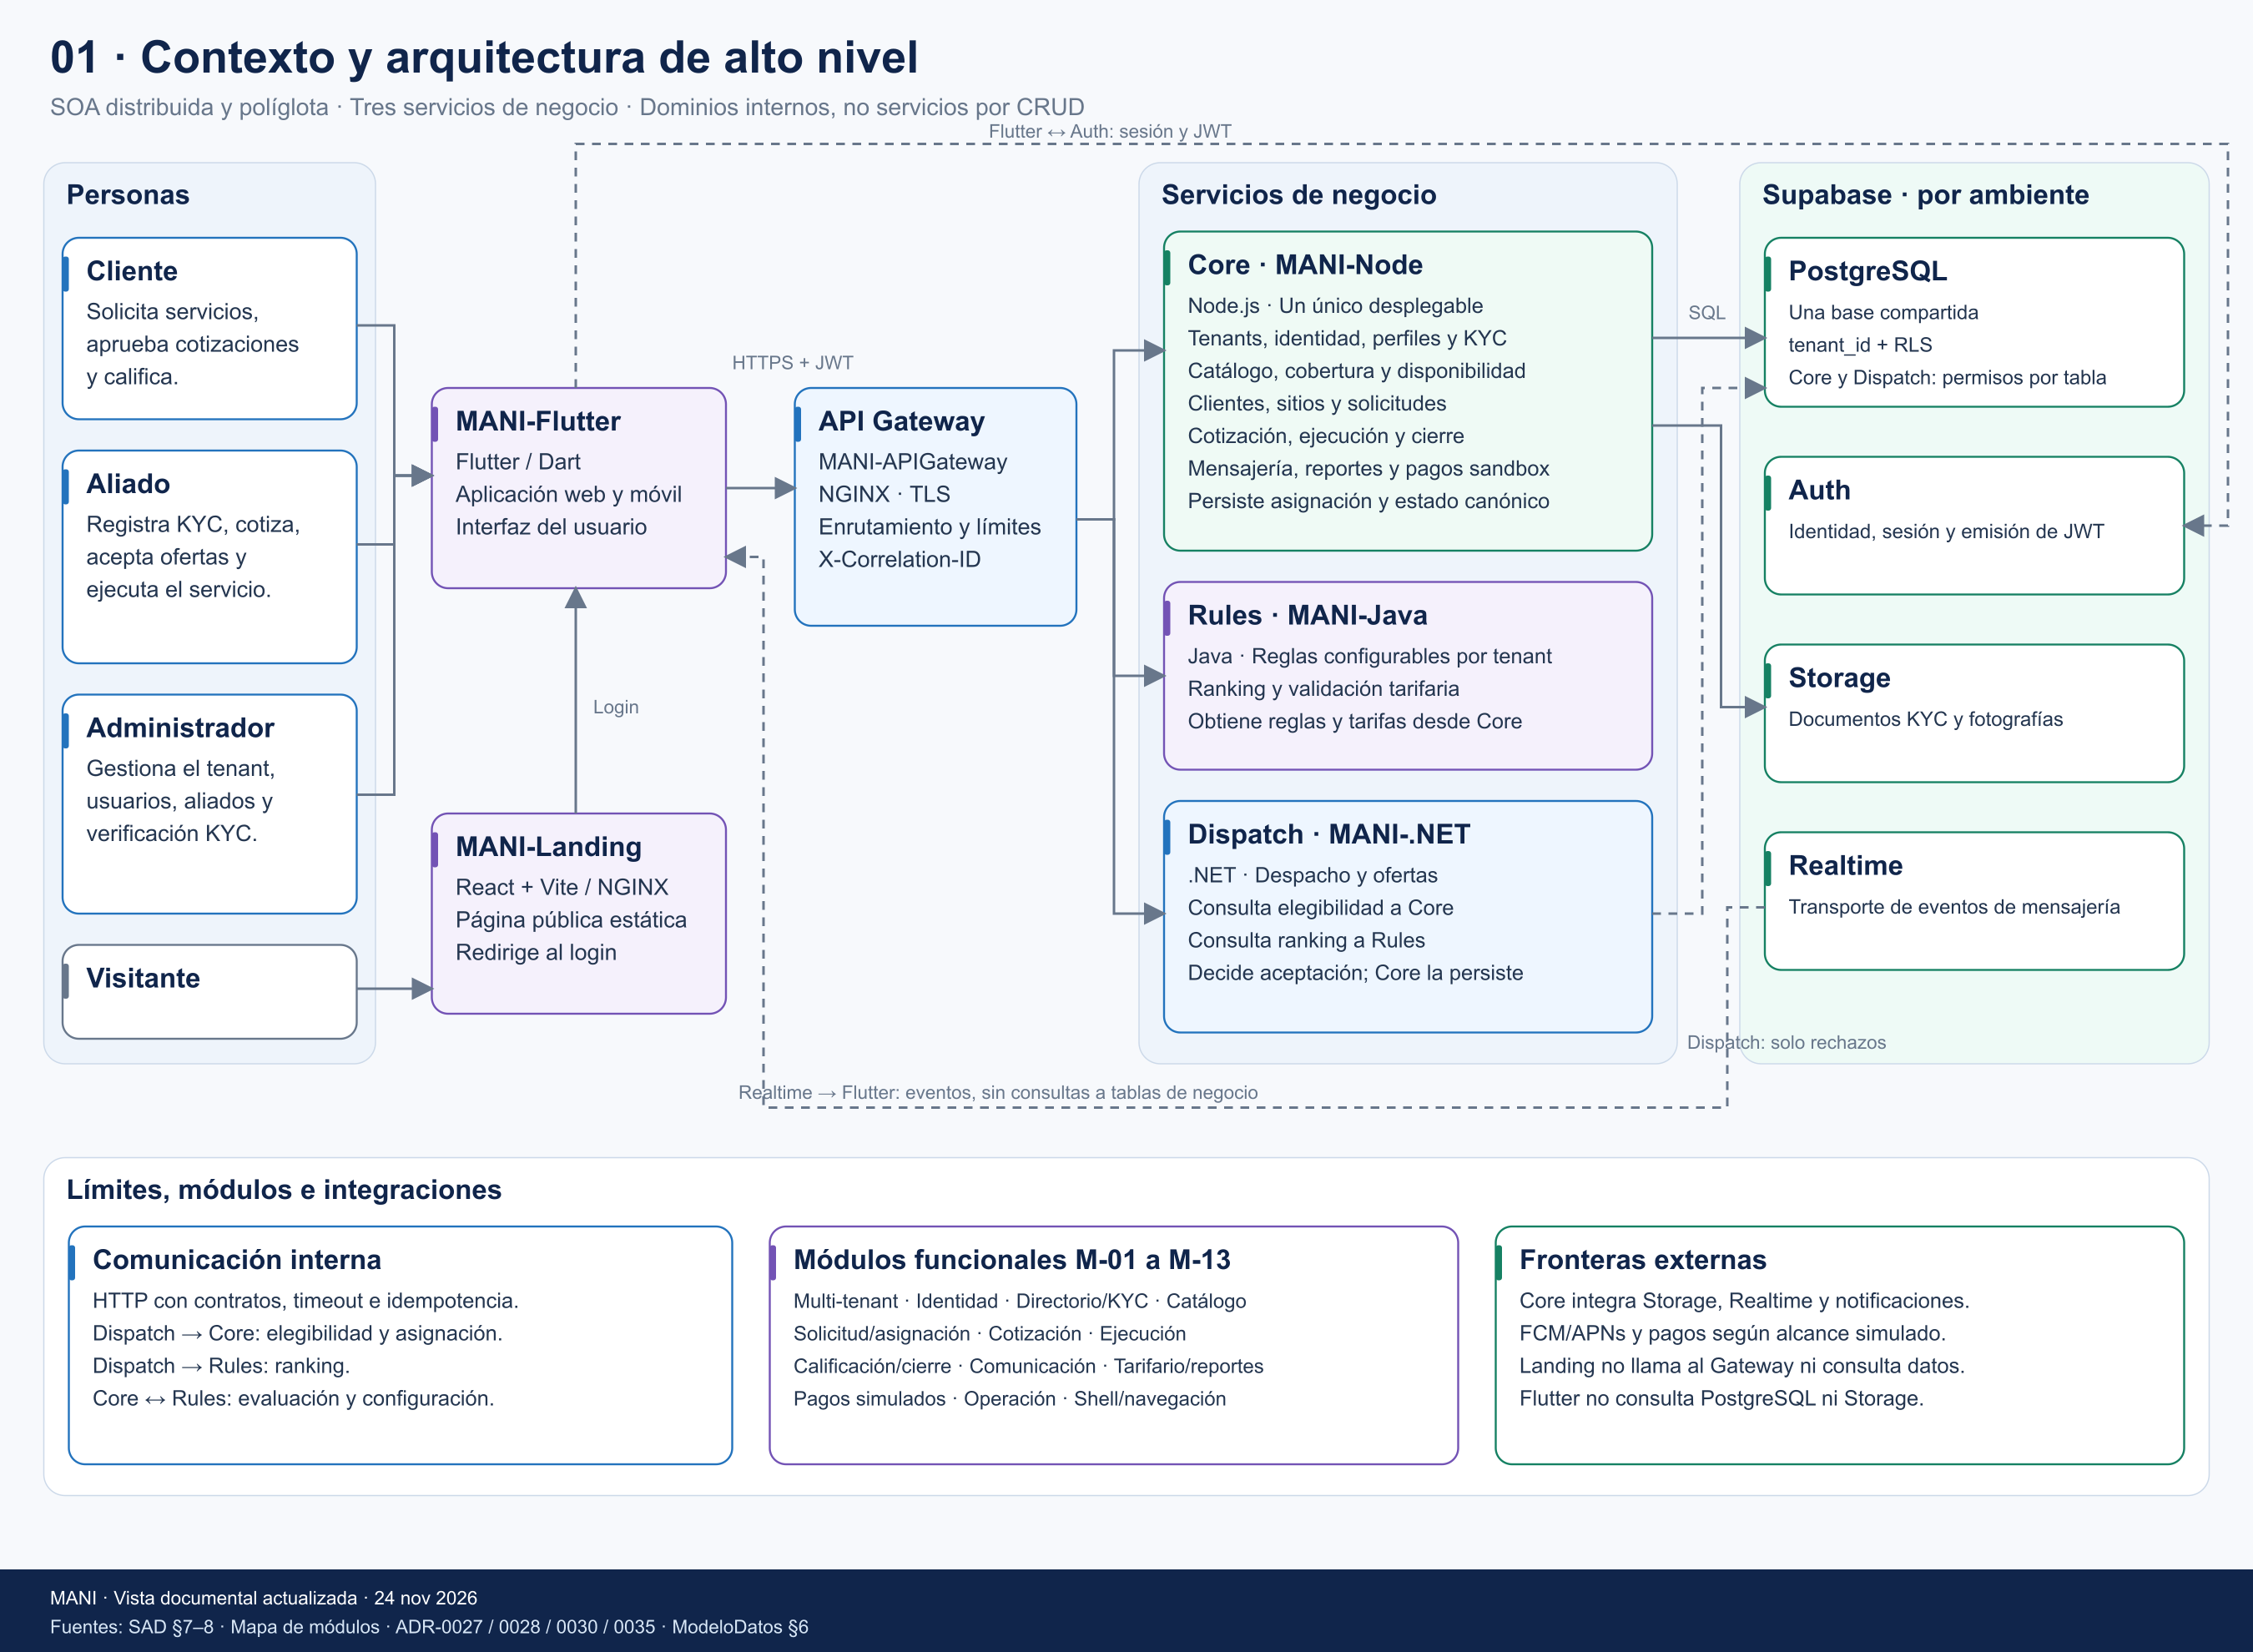 01 · Contexto y arquitectura de alto nivel
SOA distribuida y políglota · Tres servicios de negocio · Dominios internos, no servicios por CRUD
Flutter ↔ Auth: sesión y JWT
Personas
Cliente
Solicita servicios,
aprueba cotizaciones
y califica.
Aliado
Registra KYC, cotiza,
acepta ofertas y
ejecuta el servicio.
Administrador
Gestiona el tenant,
usuarios, aliados y
verificación KYC.
Visitante
MANI-Flutter
Flutter / Dart
Aplicación web y móvil
Interfaz del usuario
Login
MANI-Landing
React + Vite / NGINX
Página pública estática
Redirige al login
HTTPS + JWT
API Gateway
MANI-APIGateway
NGINX · TLS
Enrutamiento y límites
X-Correlation-ID
Servicios de negocio
Core · MANI-Node
Node.js · Un único desplegable
Tenants, identidad, perfiles y KYC
Catálogo, cobertura y disponibilidad
Clientes, sitios y solicitudes
Cotización, ejecución y cierre
Mensajería, reportes y pagos sandbox
Persiste asignación y estado canónico
Rules · MANI-Java
Java · Reglas configurables por tenant
Ranking y validación tarifaria
Obtiene reglas y tarifas desde Core
Dispatch · MANI-.NET
.NET · Despacho y ofertas
Consulta elegibilidad a Core
Consulta ranking a Rules
Decide aceptación; Core la persiste
SQL
Supabase · por ambiente
PostgreSQL
Una base compartida
tenant_id + RLS
Core y Dispatch: permisos por tabla
Auth
Identidad, sesión y emisión de JWT
Storage
Documentos KYC y fotografías
Realtime
Transporte de eventos de mensajería
Dispatch: solo rechazos
Realtime → Flutter: eventos, sin consultas a tablas de negocio
Límites, módulos e integraciones
Comunicación interna
HTTP con contratos, timeout e idempotencia.
Dispatch → Core: elegibilidad y asignación.
Dispatch → Rules: ranking.
Core ↔ Rules: evaluación y configuración.
Módulos funcionales M-01 a M-13
Multi-tenant · Identidad · Directorio/KYC · Catálogo
Solicitud/asignación · Cotización · Ejecución
Calificación/cierre · Comunicación · Tarifario/reportes
Pagos simulados · Operación · Shell/navegación
Fronteras externas
Core integra Storage, Realtime y notificaciones.
FCM/APNs y pagos según alcance simulado.
Landing no llama al Gateway ni consulta datos.
Flutter no consulta PostgreSQL ni Storage.
MANI · Vista documental actualizada · 24 nov 2026
Fuentes: SAD §7–8 · Mapa de módulos · ADR-0027 / 0028 / 0030 / 0035 · ModeloDatos §6